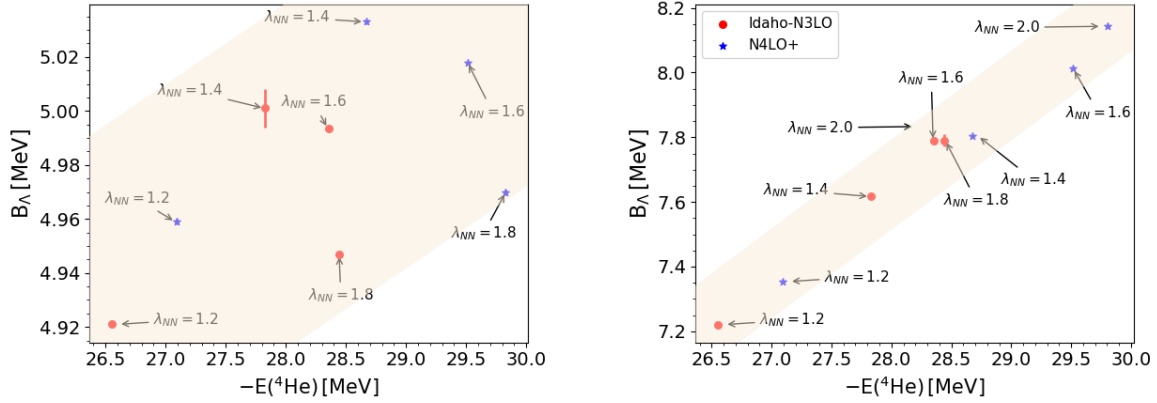 λNN = 1.4
5.02
λNN = 1.4
λNN = 1.6
λNN = 1.6
5.00
4.98
λNN = 1.2
4.96
λNN = 1.8
4.94
λNN = 1.8
λNN = 1.2
4.92
BΛ [MeV]
26.5 27.0 27.5 28.0 28.5 29.0 29.5 30.0
−E(⁴He) [MeV]
8.2
Idaho-N3LO
N4LO+
λNN = 2.0
8.0
λNN = 1.6
λNN = 1.6
λNN = 2.0
7.8
λNN = 1.4
λNN = 1.4
λNN = 1.8
7.6
7.4
λNN = 1.2
λNN = 1.2
7.2
BΛ [MeV]
26.5 27.0 27.5 28.0 28.5 29.0 29.5 30.0
−E(⁴He) [MeV]